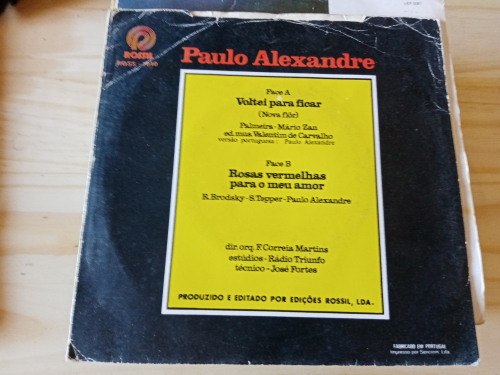 ROSSIL
Paulo Alexandre
Face A
Voltei para ficar
(Nova flôr)
Palmeira - Mário Zan
ed. mus. Valentim de Carvalho
versão portuguesa: Paulo Alexandre
Face B
Rosas vermelhas
para o meu amor
R. Brodsky - S. Tepper - Paulo Alexandre
dir. orq. F. Correia Martins
estúdios - Rádio Triunfo
técnico - José Fortes
PRODUZIDO E EDITADO POR EDIÇÕES ROSSIL, LDA.
FABRICADO EM PORTUGAL